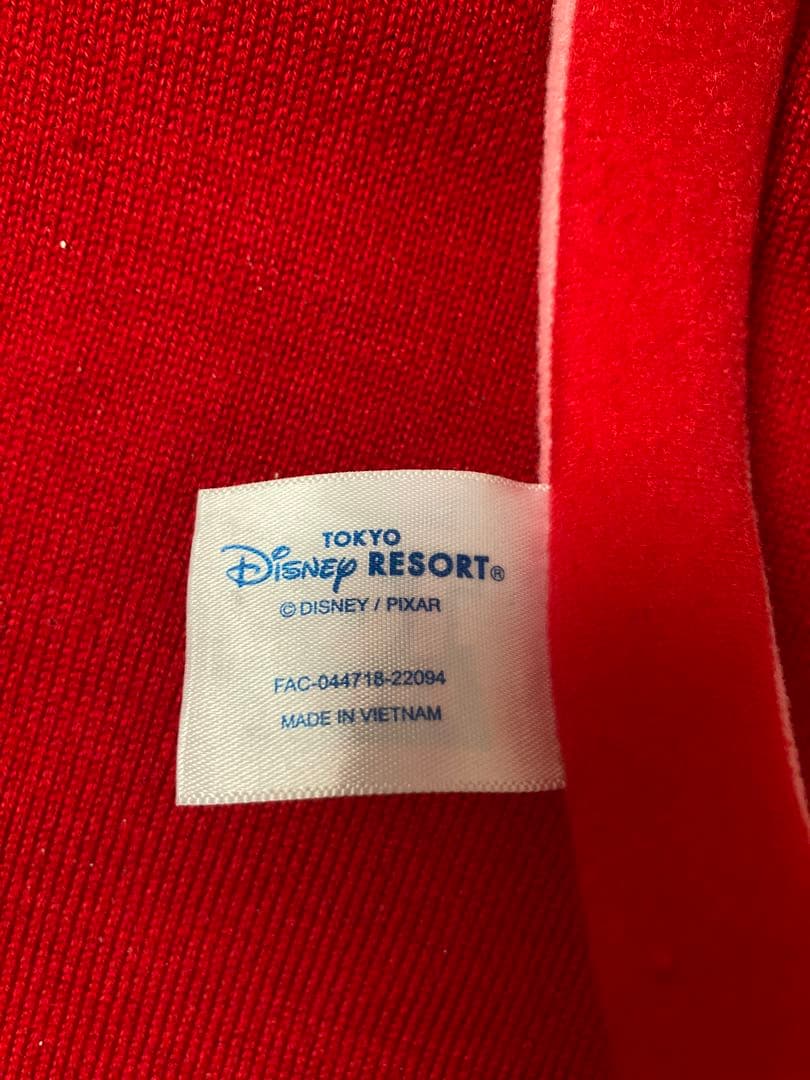 TOKYO
Disney RESORT®
© DISNEY / PIXAR
FAC-044718-22094
MADE IN VIETNAM